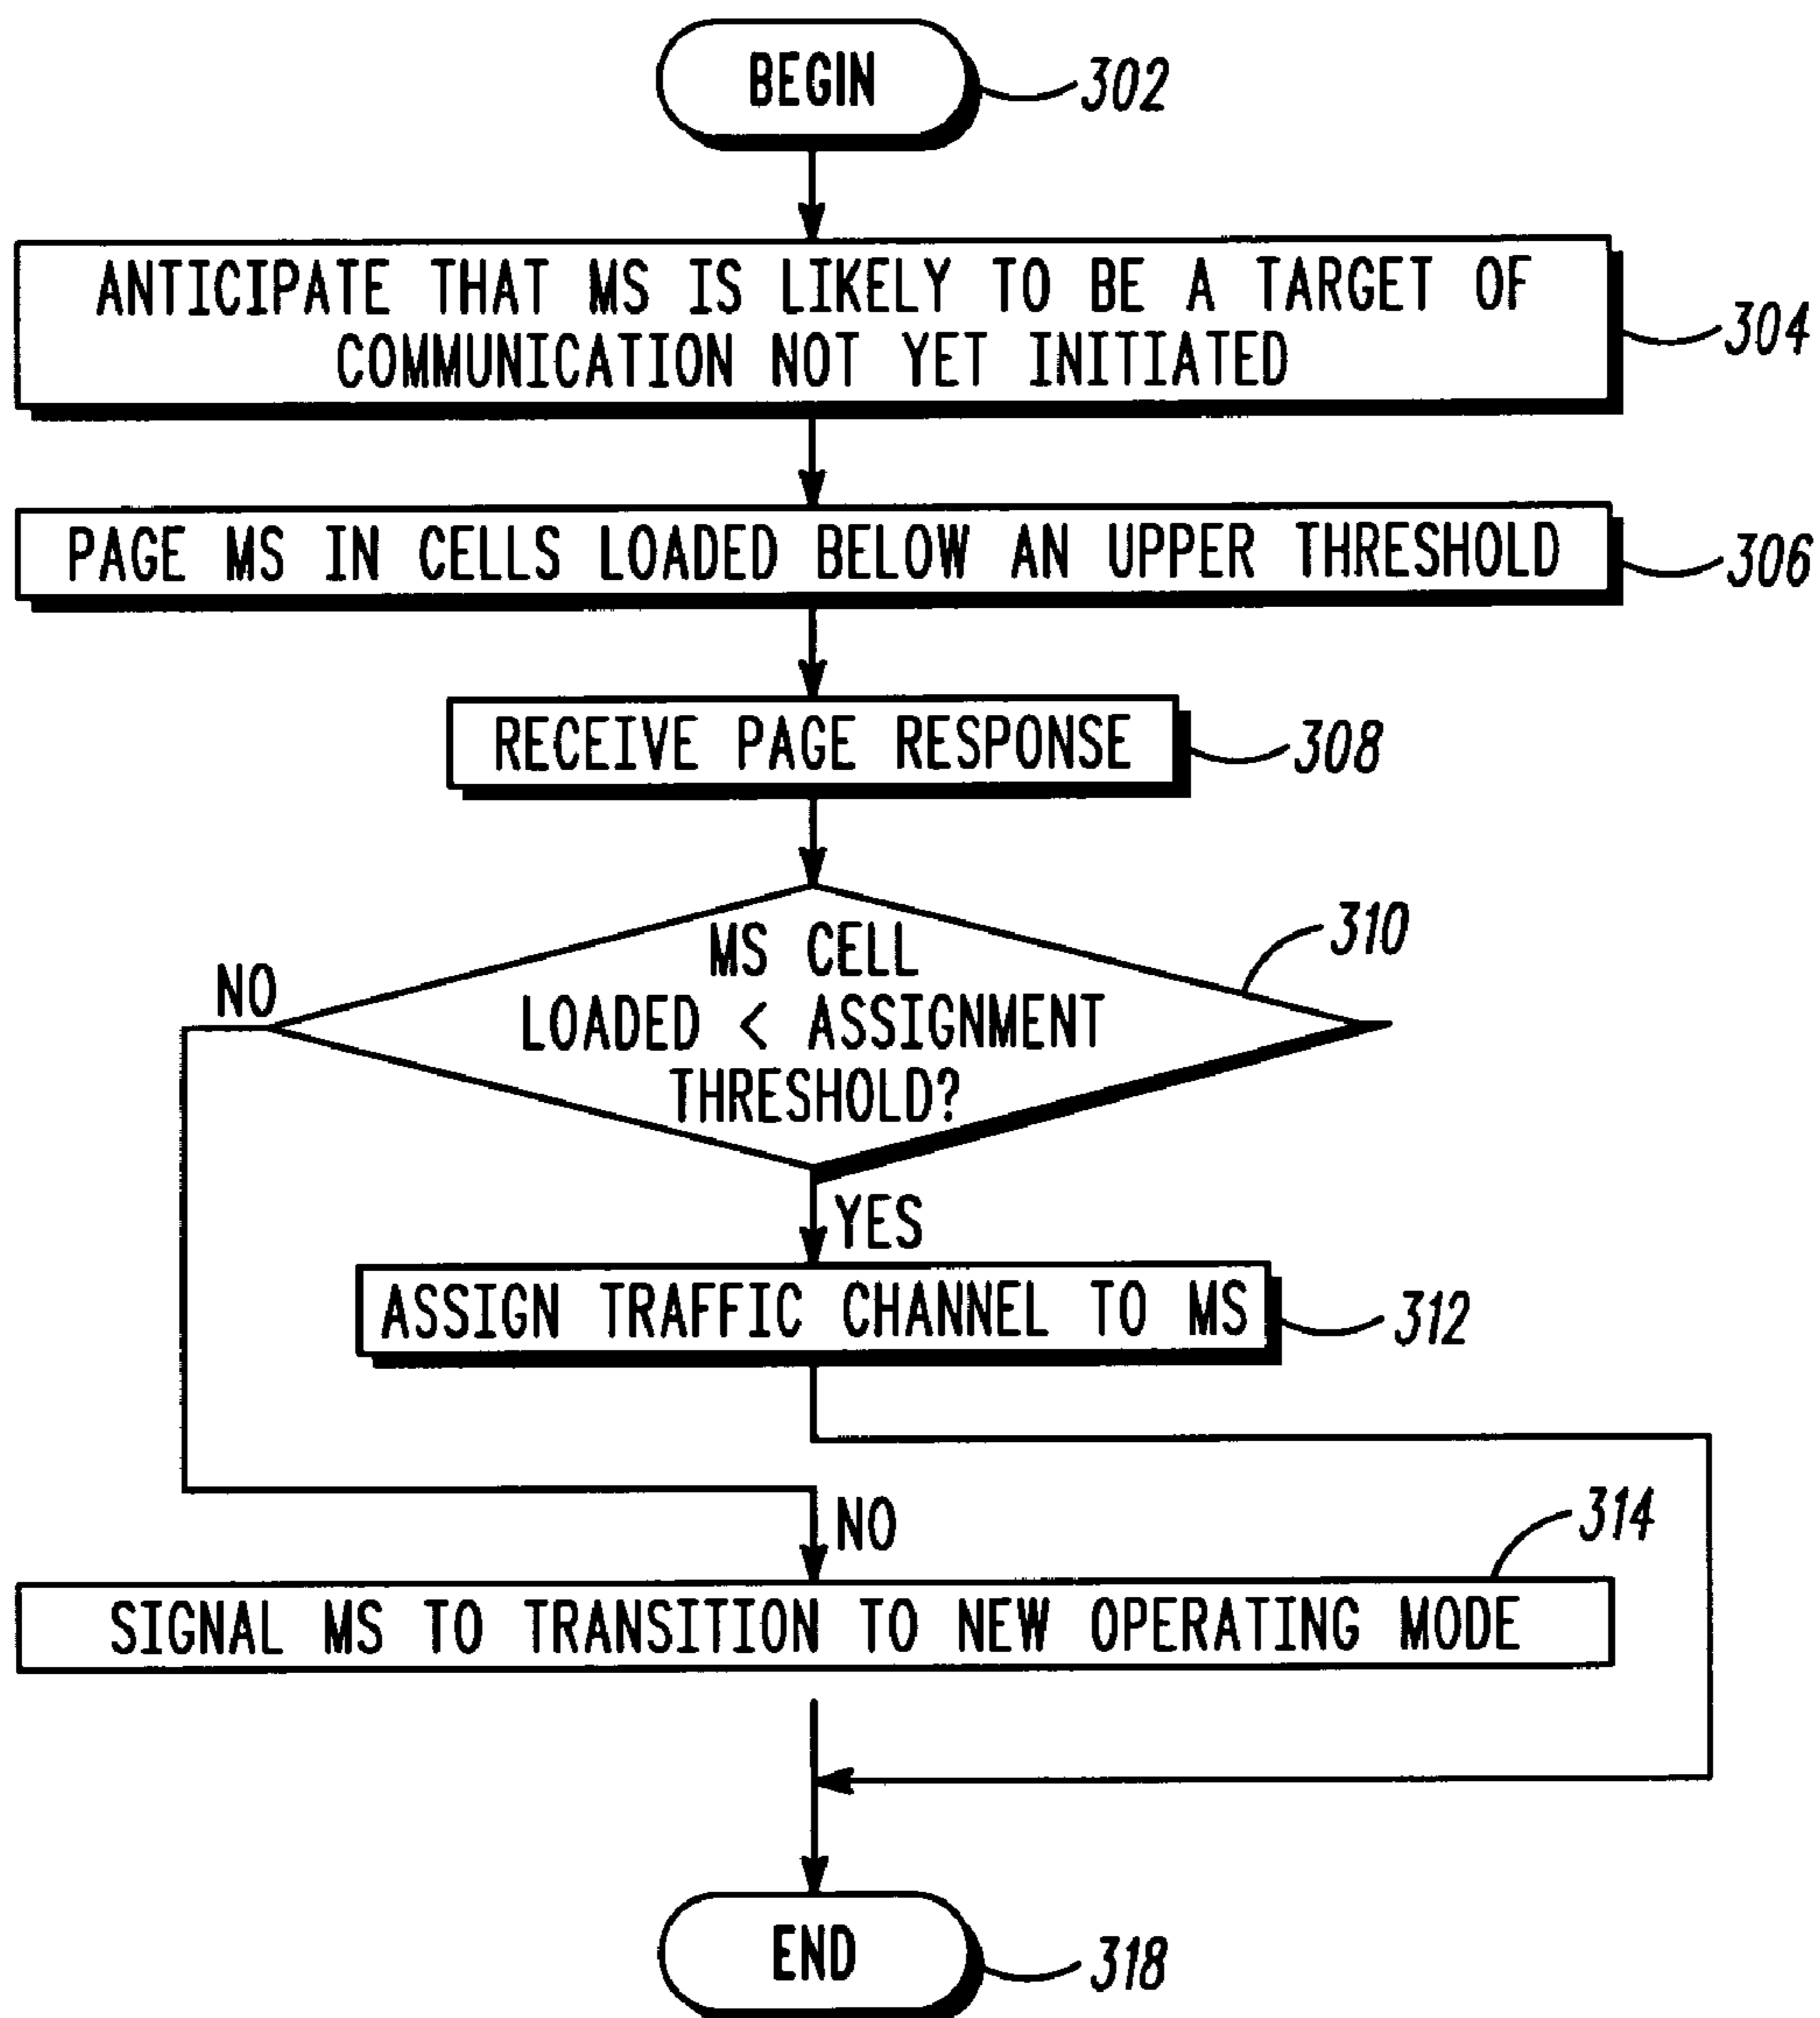 BEGIN
302
ANTICIPATE THAT MS IS LIKELY TO BE A TARGET OF
COMMUNICATION NOT YET INITIATED
304
PAGE MS IN CELLS LOADED BELOW AN UPPER THRESHOLD
306
RECEIVE PAGE RESPONSE
308
MS CELL
LOADED < ASSIGNMENT
THRESHOLD?
310
NO
YES
ASSIGN TRAFFIC CHANNEL TO MS
312
NO
314
SIGNAL MS TO TRANSITION TO NEW OPERATING MODE
END
318